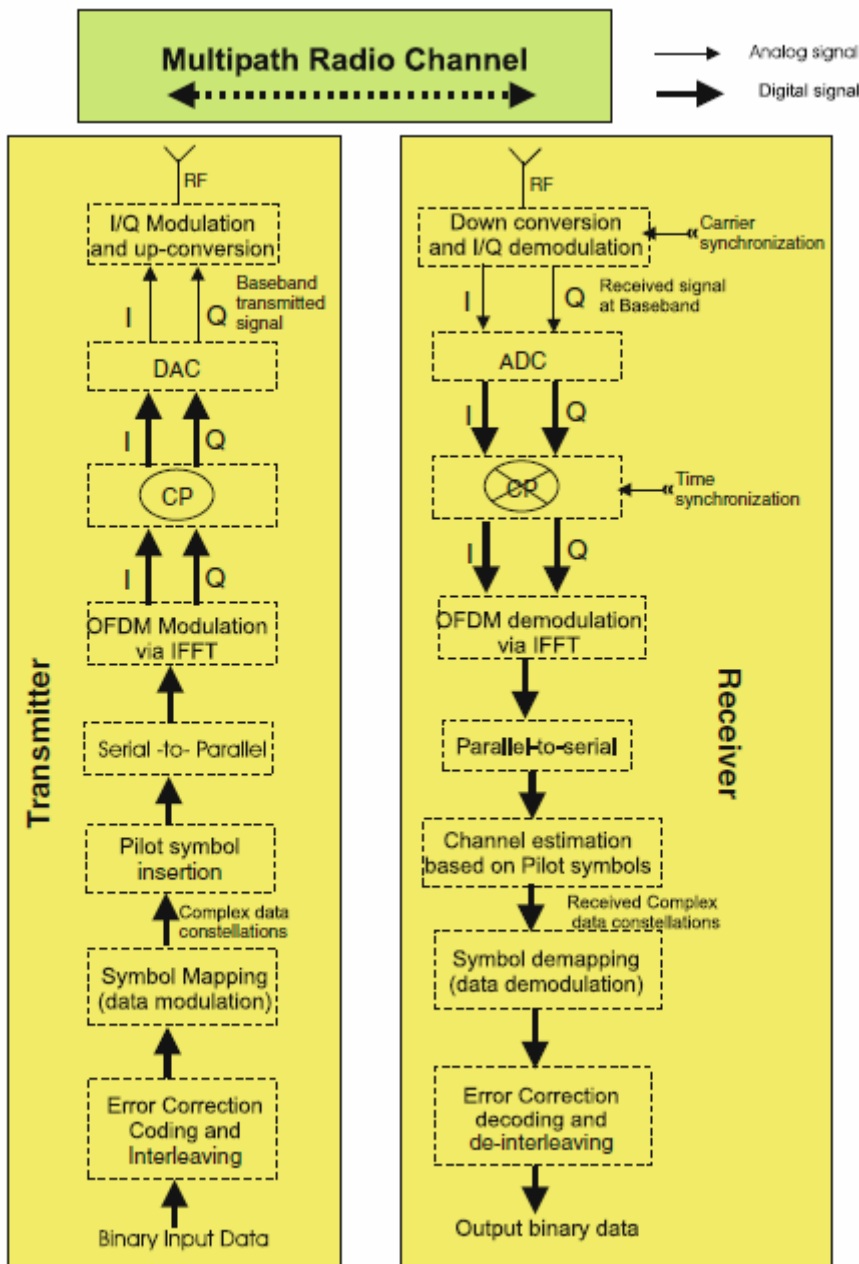 Multipath Radio Channel
Analog signal
Digital signal
Transmitter
RF
I/Q Modulation
and up-conversion
Baseband
transmitted
signal
I
Q
DAC
I
Q
CP
I
Q
OFDM Modulation
via IFFT
Serial -to- Parallel
Pilot symbol
insertion
Complex data
constellations
Symbol Mapping
(data modulation)
Error Correction
Coding and
Interleaving
Binary Input Data
Receiver
RF
Down conversion
and I/Q demodulation
Carrier
synchronization
I
Q
Received signal
at Baseband
ADC
I
Q
CP
Time
synchronization
I
Q
OFDM demodulation
via IFFT
Parallel-to-serial
Channel estimation
based on Pilot symbols
Received Complex
data constellations
Symbol demapping
(data demodulation)
Error Correction
decoding and
de-interleaving
Output binary data